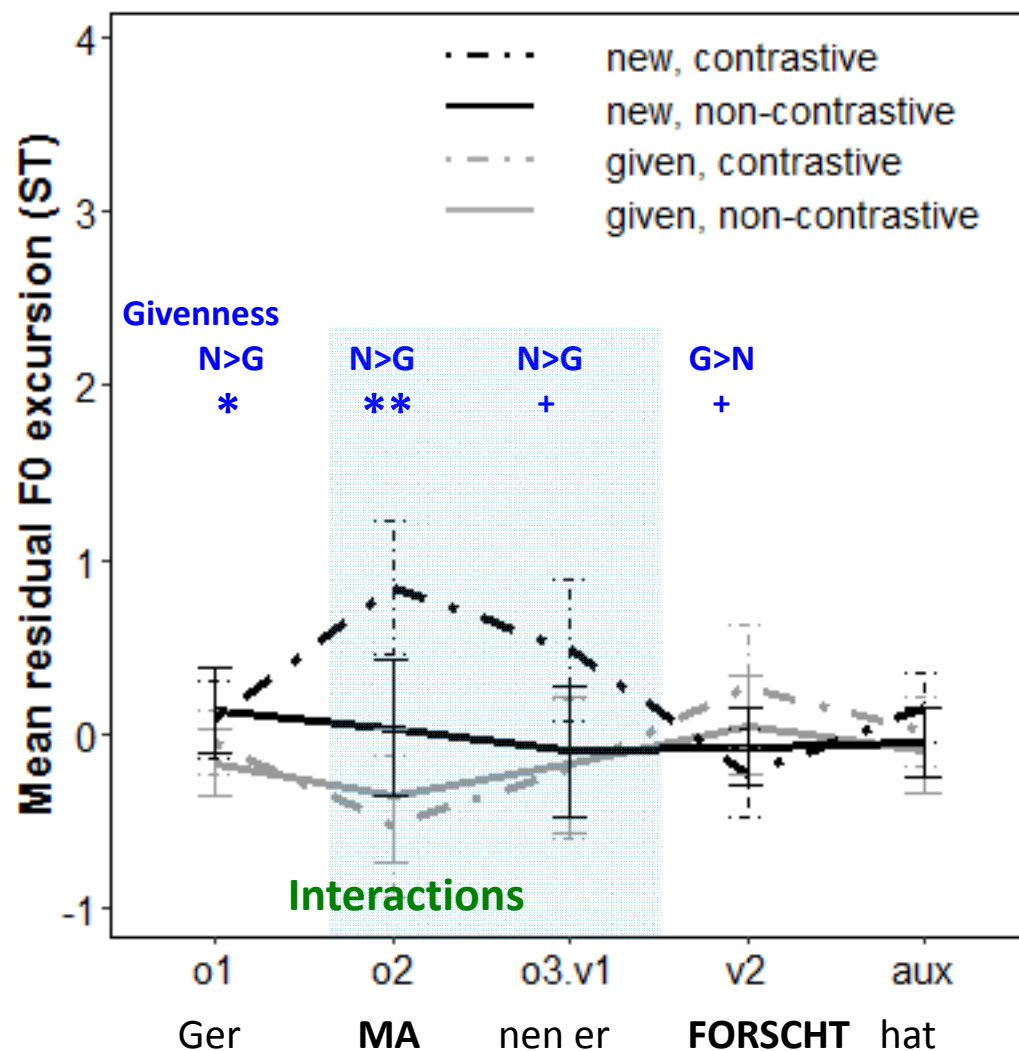 Mean residual F0 excursion (ST)
4
3
2
1
0
-1
new, contrastive
new, non-contrastive
given, contrastive
given, non-contrastive
Givenness
N>G N>G N>G G>N
* ** + +
Interactions
o1 o2 o3.v1 v2 aux
Ger MA nen er FORSCHT hat